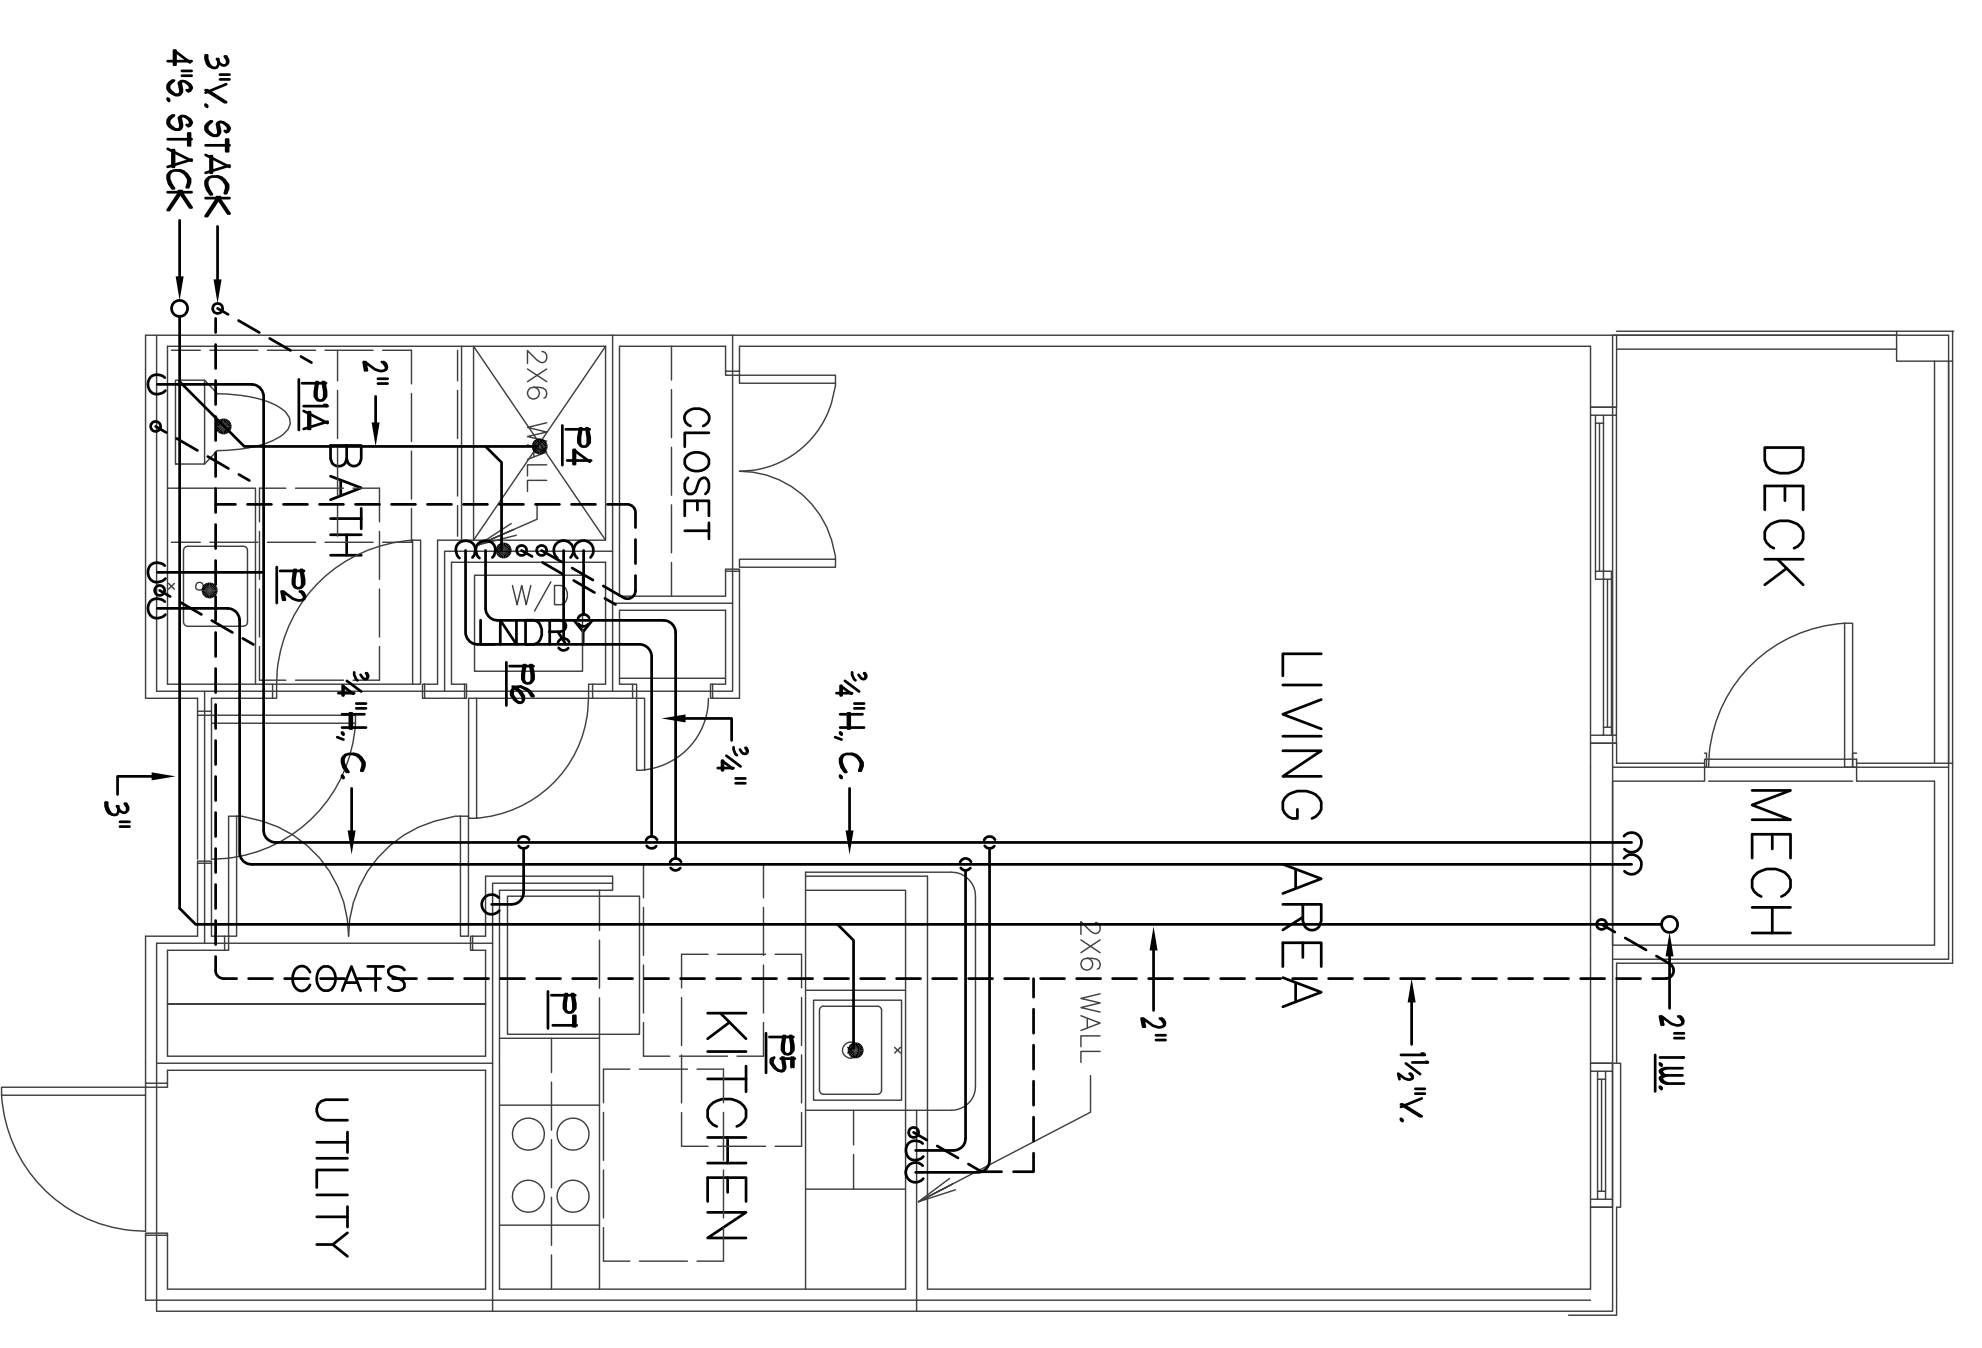 3"V. STACK
4"S. STACK
2"
P1A
BATH
P2
2X6 WALL
P4
CLOSET
W/D
LNDRY
P6
3/4"
3/4"H., C.
3/4"H., C.
3"
COATS
UTILITY
P7
KITCHEN
P5
2X6 WALL
LIVING AREA
2"
1 1/2"V.
2" I.W.
DECK
MECH